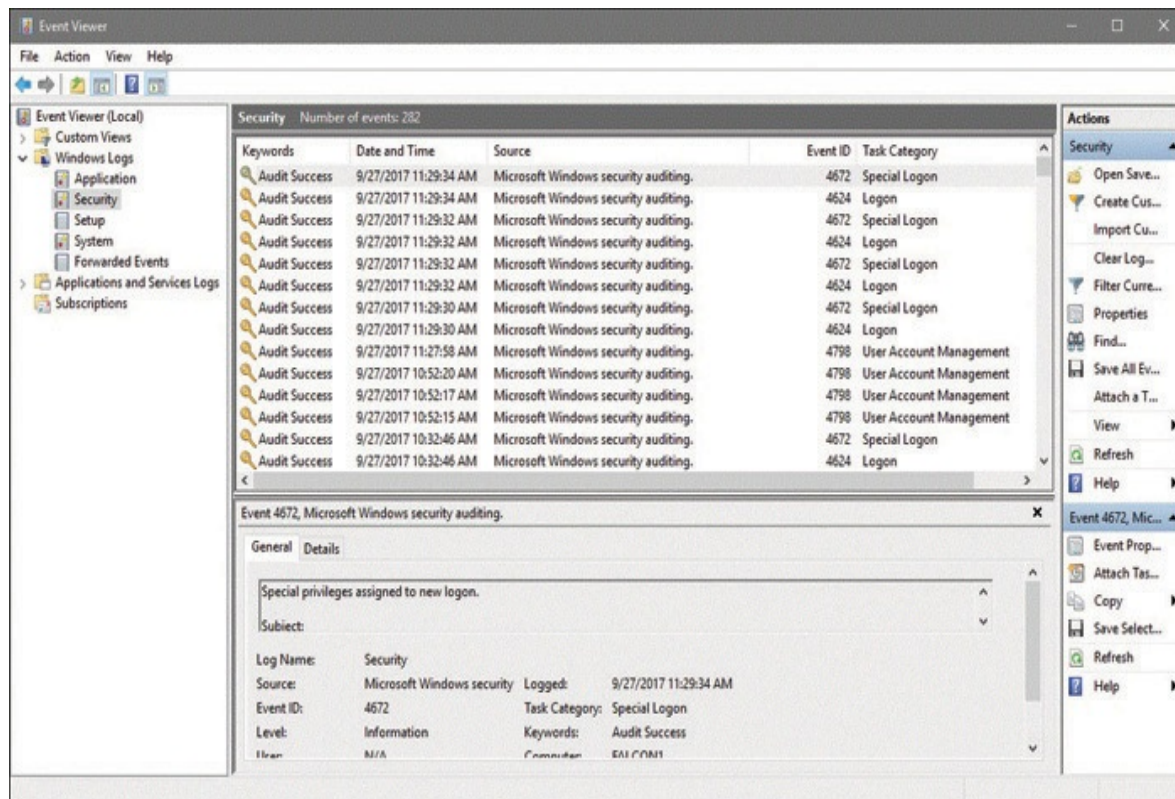 Event Viewer
File Action View Help
Event Viewer (Local)
Custom Views
Windows Logs
Application
Security
Setup
System
Forwarded Events
Applications and Services Logs
Subscriptions
Security Number of events: 282
Keywords Date and Time Source Event ID Task Category
Audit Success 9/27/2017 11:29:34 AM Microsoft Windows security auditing. 4672 Special Logon
Audit Success 9/27/2017 11:29:34 AM Microsoft Windows security auditing. 4624 Logon
Audit Success 9/27/2017 11:29:32 AM Microsoft Windows security auditing. 4672 Special Logon
Audit Success 9/27/2017 11:29:32 AM Microsoft Windows security auditing. 4624 Logon
Audit Success 9/27/2017 11:29:32 AM Microsoft Windows security auditing. 4672 Special Logon
Audit Success 9/27/2017 11:29:32 AM Microsoft Windows security auditing. 4624 Logon
Audit Success 9/27/2017 11:29:30 AM Microsoft Windows security auditing. 4672 Special Logon
Audit Success 9/27/2017 11:29:30 AM Microsoft Windows security auditing. 4624 Logon
Audit Success 9/27/2017 11:27:58 AM Microsoft Windows security auditing. 4798 User Account Management
Audit Success 9/27/2017 10:52:20 AM Microsoft Windows security auditing. 4798 User Account Management
Audit Success 9/27/2017 10:52:17 AM Microsoft Windows security auditing. 4798 User Account Management
Audit Success 9/27/2017 10:52:15 AM Microsoft Windows security auditing. 4798 User Account Management
Audit Success 9/27/2017 10:32:46 AM Microsoft Windows security auditing. 4672 Special Logon
Audit Success 9/27/2017 10:32:46 AM Microsoft Windows security auditing. 4624 Logon
Event 4672, Microsoft Windows security auditing.
General Details
Special privileges assigned to new logon.
Subject:
Log Name: Security
Source: Microsoft Windows security Logged: 9/27/2017 11:29:34 AM
Event ID: 4672 Task Category: Special Logon
Level: Information Keywords: Audit Success
User: N/A Computer: FALCON1
Actions
Security
Open Save...
Create Cus...
Import Cu...
Clear Log...
Filter Curre...
Properties
Find...
Save All Ev...
Attach a T...
View
Refresh
Help
Event 4672, Mic...
Event Prop...
Attach Tas...
Copy
Save Select...
Refresh
Help